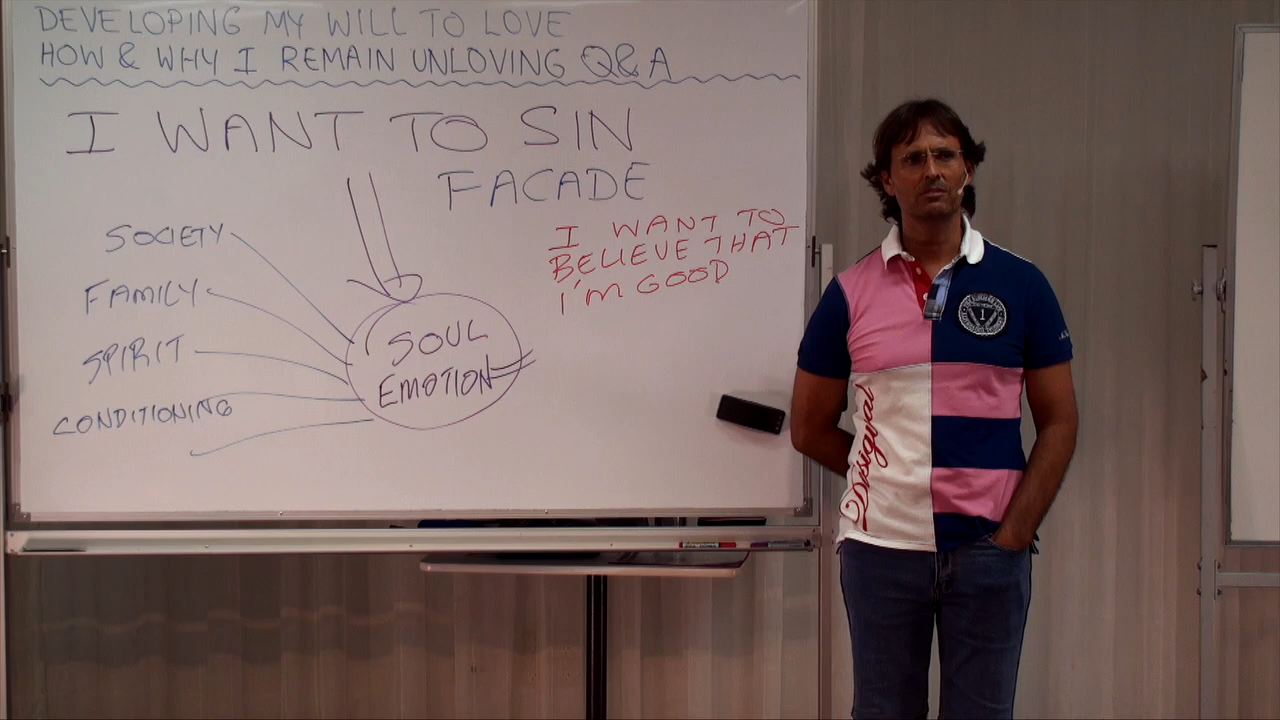 DEVELOPING MY WILL TO LOVE
HOW & WHY I REMAIN UNLOVING Q&A
I WANT TO SIN
FACADE
I WANT TO
BELIEVE THAT
I'M GOOD
SOCIETY
FAMILY
SPIRIT
CONDITIONING
SOUL
EMOTION
Desigual
1